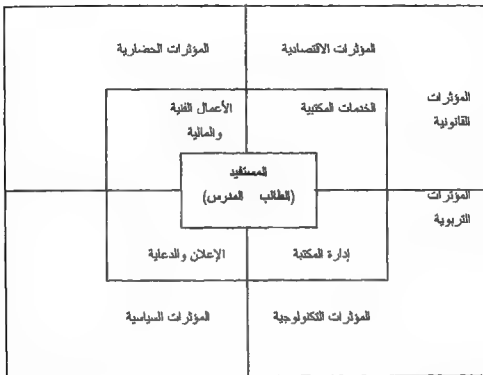 المؤثرات الاقتصادية
المؤثرات الحضارية
المؤثرات
القانونية
الخدمات المكتبية
الأعمال الفنية
والمالية
المستفيد
(الطالب المدرس)
المؤثرات
التربوية
إدارة المكتبة
الإعلان والدعاية
المؤثرات التكنولوجية
المؤثرات السياسية